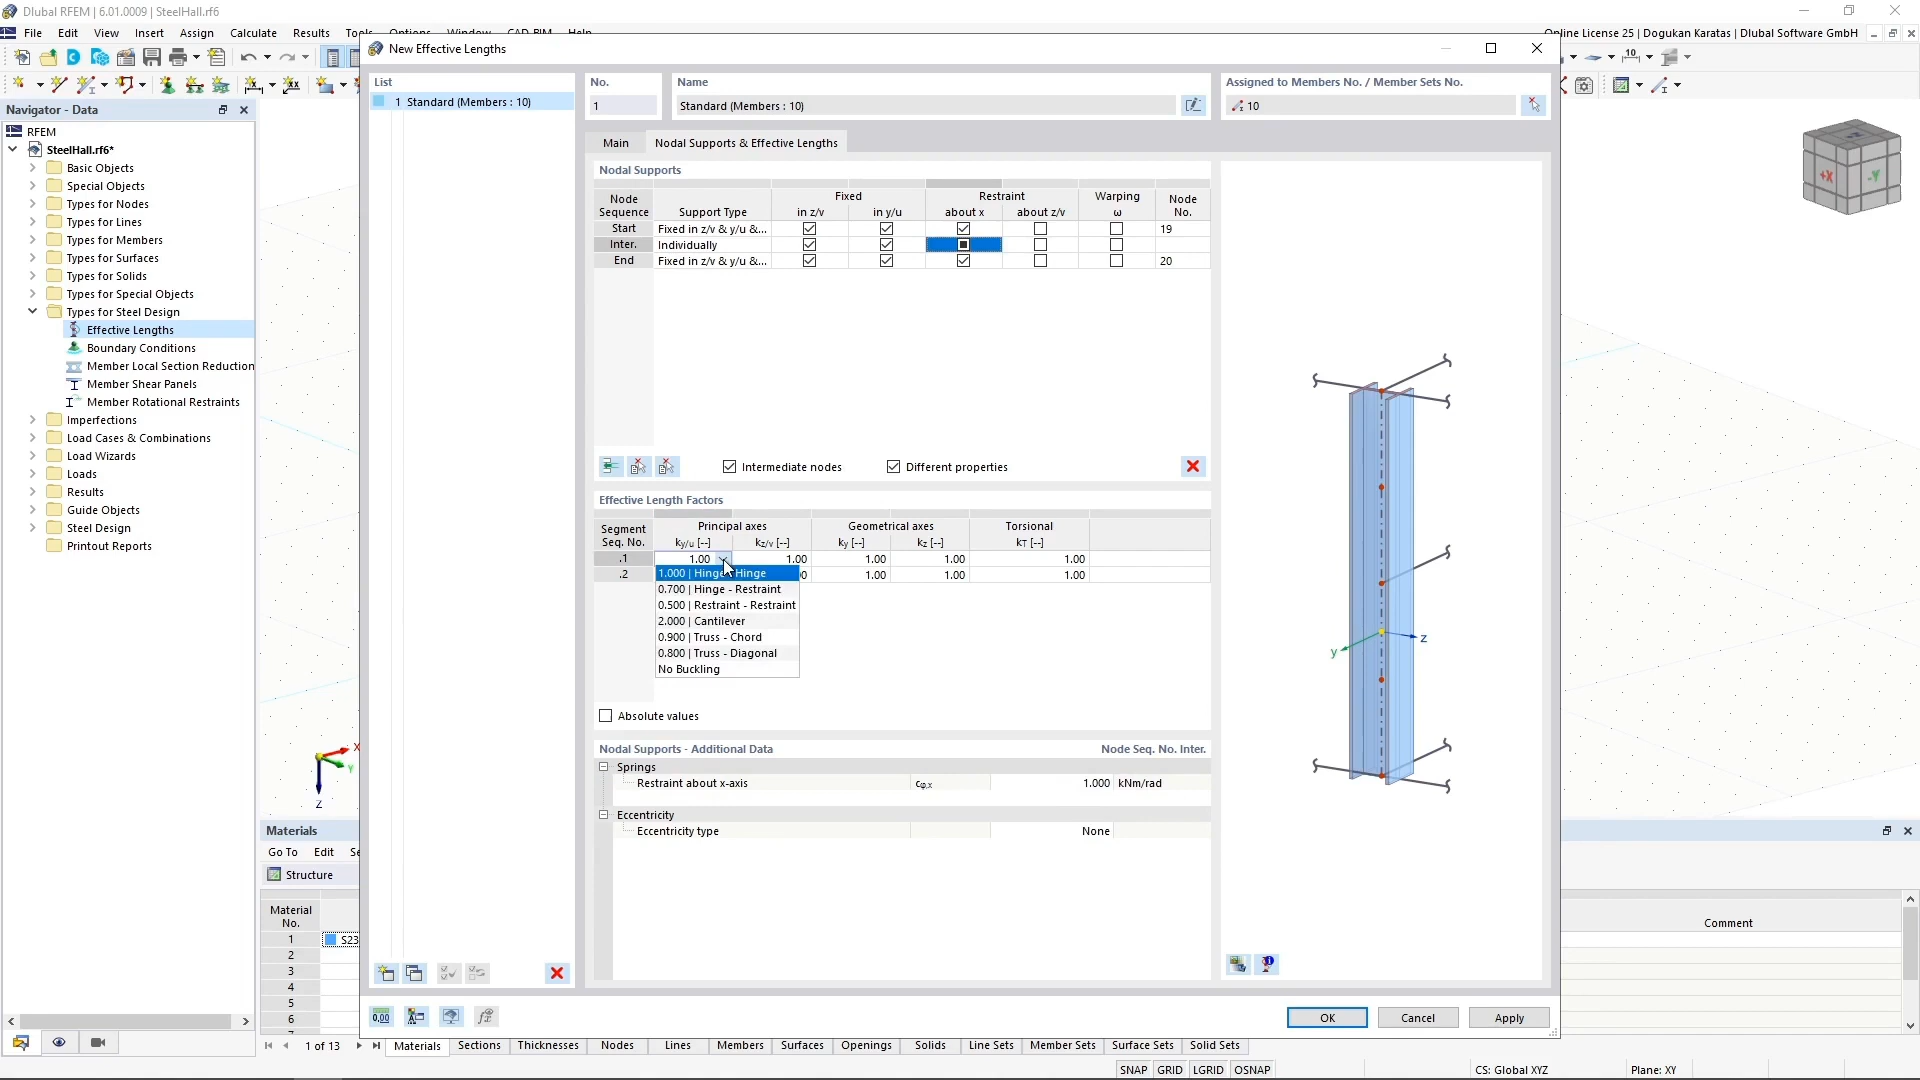 Dlubal RFEM | 6.01.0009 | SteelHall.rf6*
File Edit View Insert Assign Calculate Results Tools Options Window CAD-BIM Help
Online License 25 | Dogukan Karatas | Dlubal Software GmbH
New Effective Lengths
Navigator - Data
RFEM
SteelHall.rf6*
Basic Objects
Special Objects
Types for Nodes
Types for Lines
Types for Members
Types for Surfaces
Types for Solids
Types for Special Objects
Types for Steel Design
Effective Lengths
Boundary Conditions
Member Local Section Reduction
Member Shear Panels
Member Rotational Restraints
Imperfections
Load Cases & Combinations
Load Wizards
Loads
Results
Guide Objects
Steel Design
Printout Reports
List
1 Standard (Members : 10)
No.
1
Name
Standard (Members : 10)
Assigned to Members No. / Member Sets No.
10
Main Nodal Supports & Effective Lengths
Nodal Supports
Node Sequence Support Type Fixed in z/v in y/u Restraint about x about z/v Warping ω Node No.
Start Fixed in z/v & y/u &... 19
Inter. Individually
End Fixed in z/v & y/u &... 20
Intermediate nodes Different properties
Effective Length Factors
Segment Seq. No. Principal axes ky/u [--] kz/v [--] Geometrical axes ky [--] kz [--] Torsional kT [--]
.1 1.00 1.00 1.00 1.00 1.00
.2 1.00 1.00 1.00
1.000 | Hinge - Hinge
0.700 | Hinge - Restraint
0.500 | Restraint - Restraint
2.000 | Cantilever
0.900 | Truss - Chord
0.800 | Truss - Diagonal
No Buckling
Absolute values
Nodal Supports - Additional Data Node Seq. No. Inter.
Springs
Restraint about x-axis cφ,x 1.000 kNm/rad
Eccentricity
Eccentricity type None
y z
+X -Y -Z
X Y Z
OK Cancel Apply
Materials
Go To Edit Se
Structure
Material No.
1 S23
2
3
4
5
6
7
Comment
1 of 13 Materials Sections Thicknesses Nodes Lines Members Surfaces Openings Solids Line Sets Member Sets Surface Sets Solid Sets
SNAP GRID LGRID OSNAP CS: Global XYZ Plane: XY